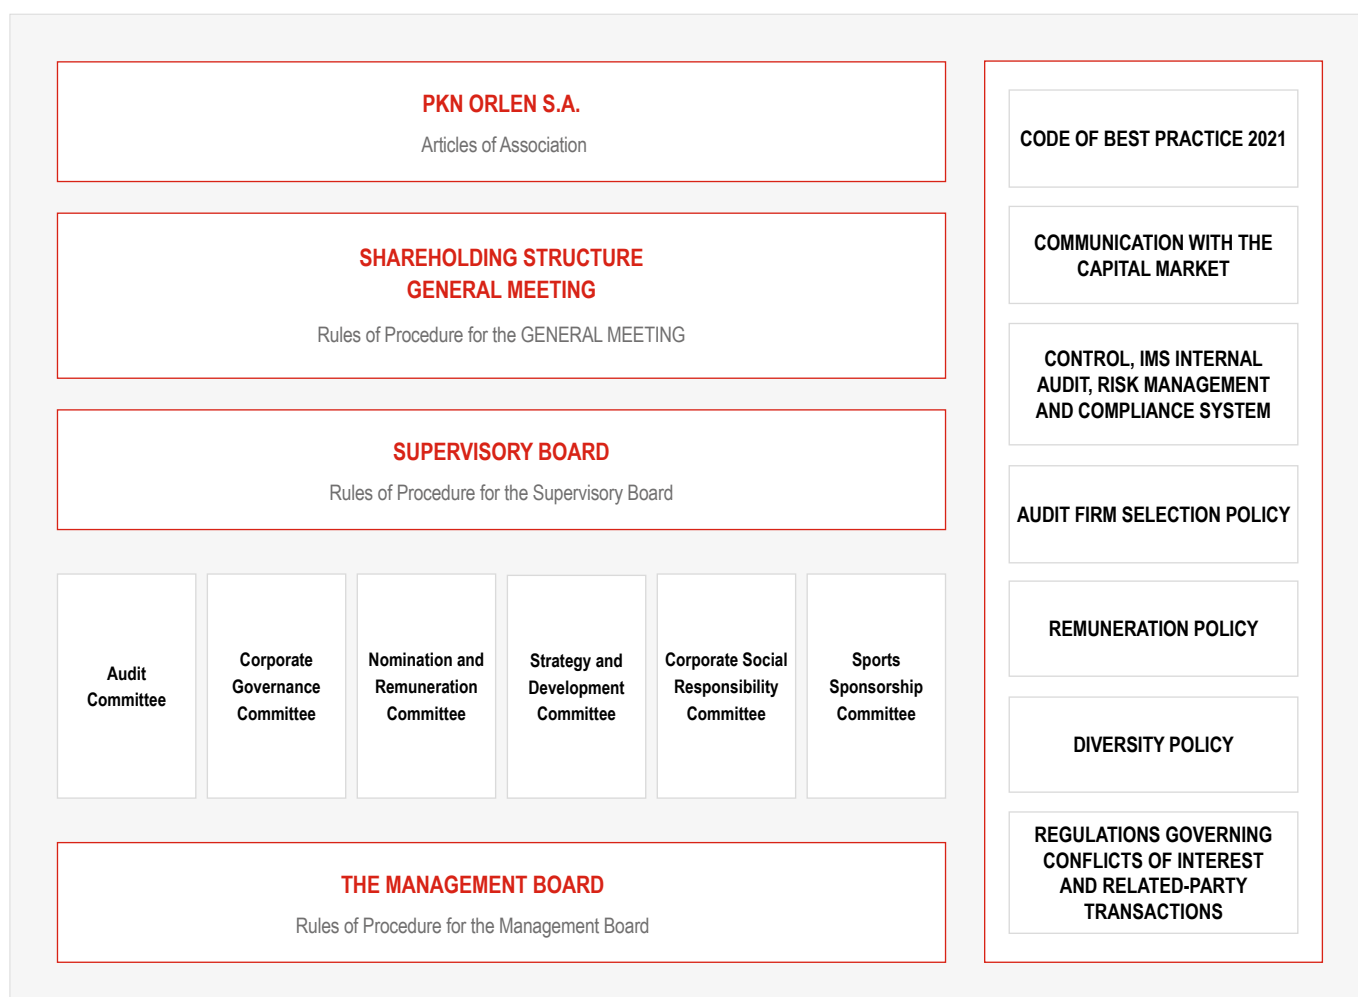 PKN ORLEN S.A.
Articles of Association
SHAREHOLDING STRUCTURE
GENERAL MEETING
Rules of Procedure for the GENERAL MEETING
SUPERVISORY BOARD
Rules of Procedure for the Supervisory Board
Audit
Committee
Corporate
Governance
Committee
Nomination and
Remuneration
Committee
Strategy and
Development
Committee
Corporate Social
Responsibility
Committee
Sports
Sponsorship
Committee
THE MANAGEMENT BOARD
Rules of Procedure for the Management Board
CODE OF BEST PRACTICE 2021
COMMUNICATION WITH THE
CAPITAL MARKET
CONTROL, IMS INTERNAL
AUDIT, RISK MANAGEMENT
AND COMPLIANCE SYSTEM
AUDIT FIRM SELECTION POLICY
REMUNERATION POLICY
DIVERSITY POLICY
REGULATIONS GOVERNING
CONFLICTS OF INTEREST
AND RELATED-PARTY
TRANSACTIONS